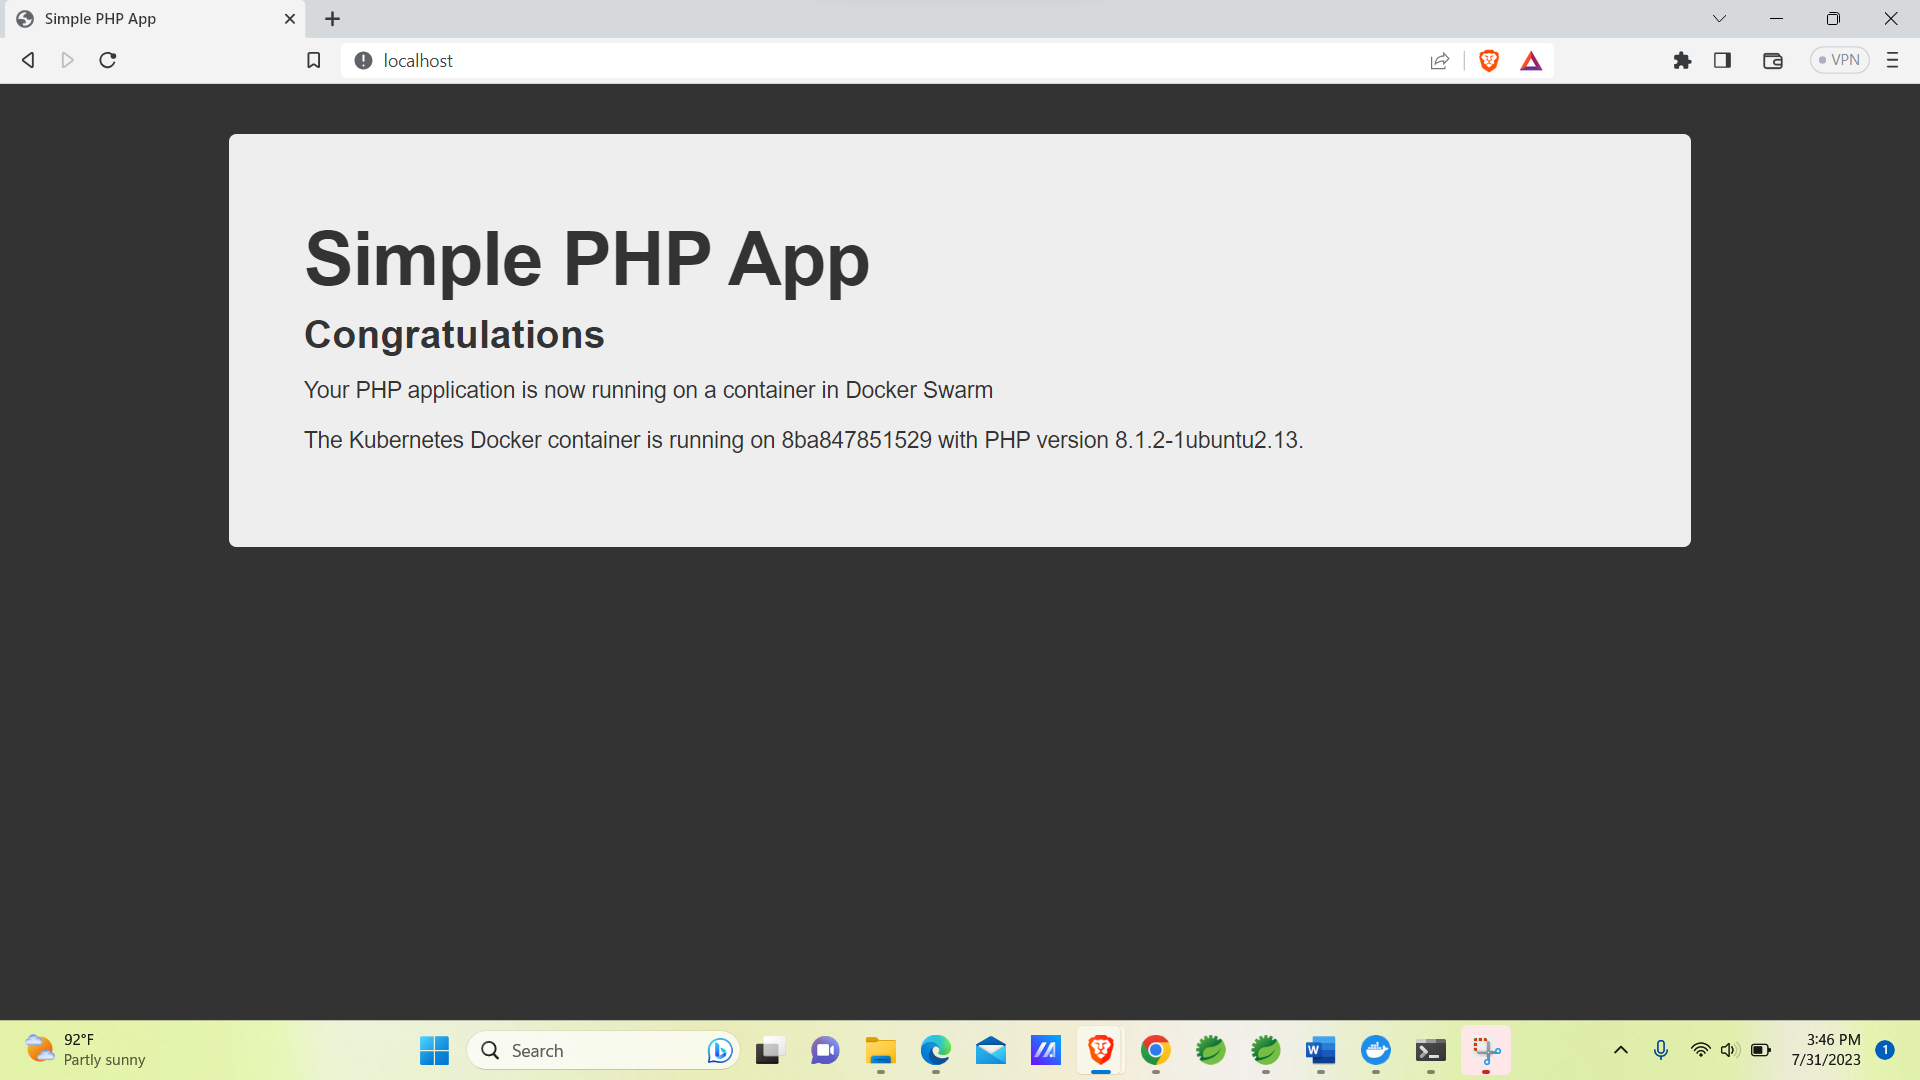 Simple PHP App
localhost
VPN
Simple PHP App
Congratulations
Your PHP application is now running on a container in Docker Swarm
The Kubernetes Docker container is running on 8ba847851529 with PHP version 8.1.2-1ubuntu2.13.
92°F
Partly sunny
Search
3:46 PM
7/31/2023
1